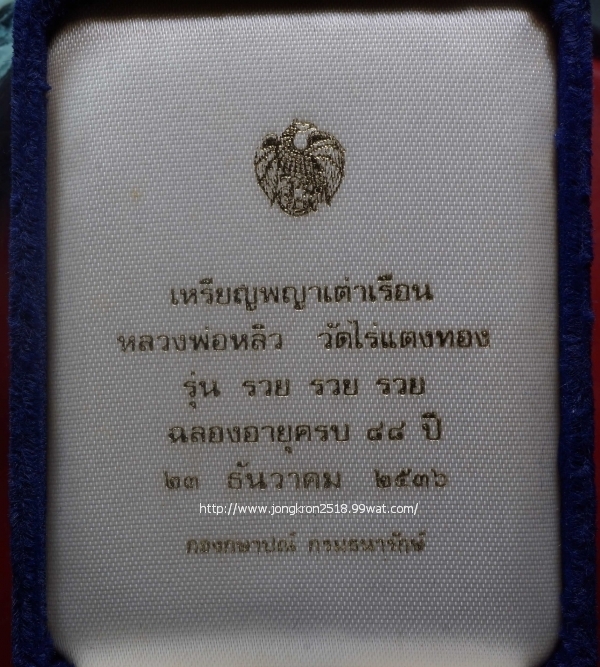 เหรียญพญาเต่าเรือน
หลวงพ่อหลิว วัดไร่แตงทอง
รุ่น รวย รวย รวย
ฉลองอายุครบ ๘๘ ปี
๒๓ ธันวาคม ๒๕๓๖
http://www.jongkron2518.99wat.com/
กองกษาปณ์ กรมธนารักษ์